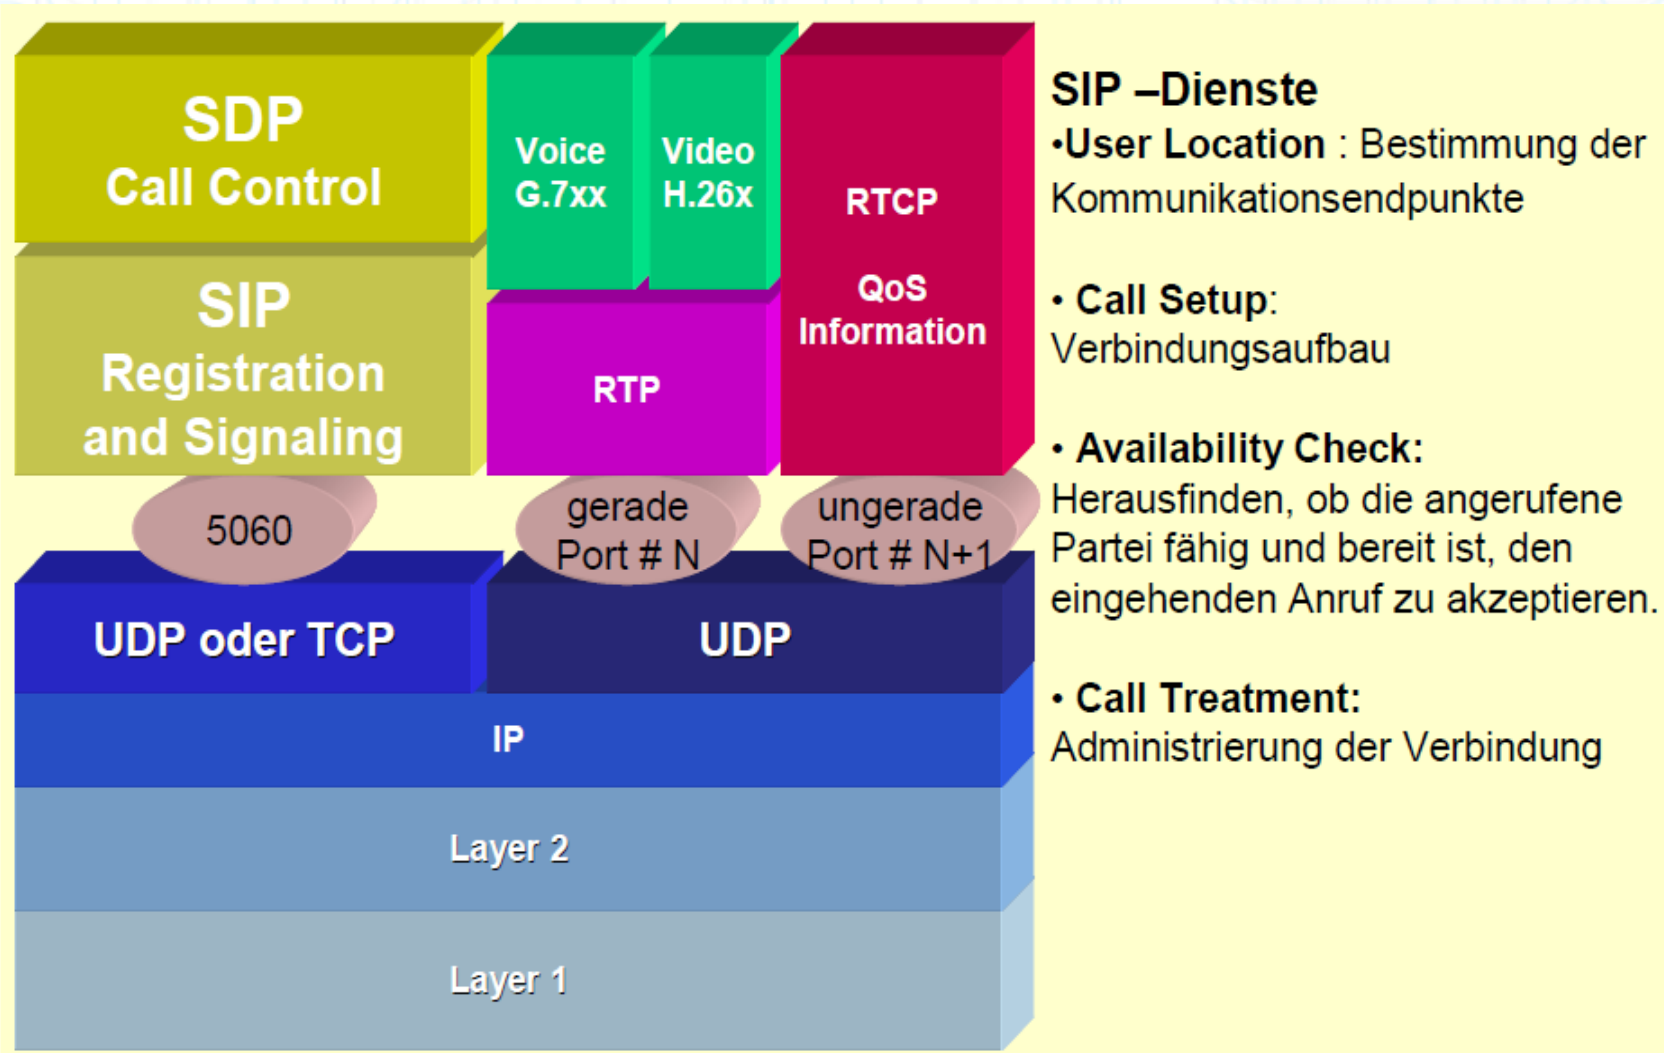 SDP
Call Control
SIP
Registration
and Signaling
Voice
G.7xx
Video
H.26x
RTP
RTCP
QoS
Information
5060
gerade
Port # N
ungerade
Port # N+1
UDP oder TCP
UDP
IP
Layer 2
Layer 1
SIP –Dienste
•User Location : Bestimmung der
Kommunikationsendpunkte
• Call Setup:
Verbindungsaufbau
• Availability Check:
Herausfinden, ob die angerufene
Partei fähig und bereit ist, den
eingehenden Anruf zu akzeptieren.
• Call Treatment:
Administrierung der Verbindung